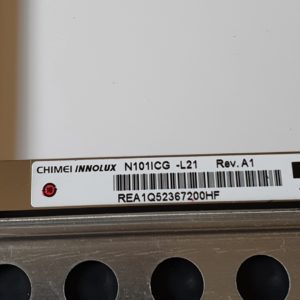 CHIMEI INNOLUX N101ICG -L21 Rev. A1
REA1Q52367200HF